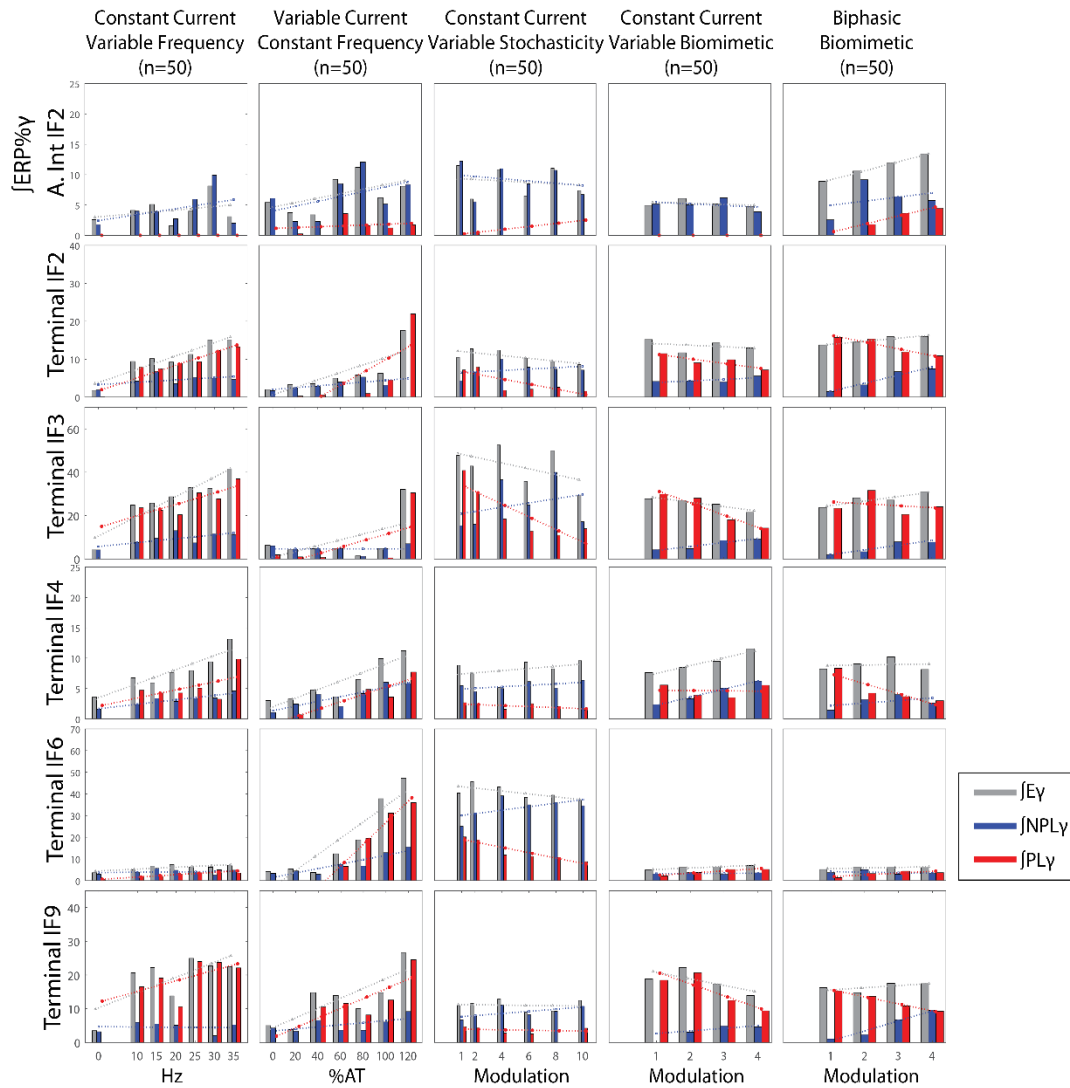 Constant Current Variable Current Constant Current Constant Current Biphasic
Variable Frequency Constant Frequency Variable Stochasticity Variable Biomimetic Biomimetic
(n=50) (n=50) (n=50) (n=50) (n=50)
∫ERP%γ
A. Int IF2
25
20
15
10
5
0
Terminal IF2
40
30
20
10
0
Terminal IF3
60
40
20
0
Terminal IF4
25
20
15
10
5
0
Terminal IF6
70
60
50
40
30
20
10
0
Terminal IF9
40
30
20
10
0
∫Eγ
∫NPLγ
∫PLγ
0 10 15 20 25 30 35 0 20 40 60 80 100 120 1 2 4 6 8 10 1 2 3 4 1 2 3 4
Hz %AT Modulation Modulation Modulation